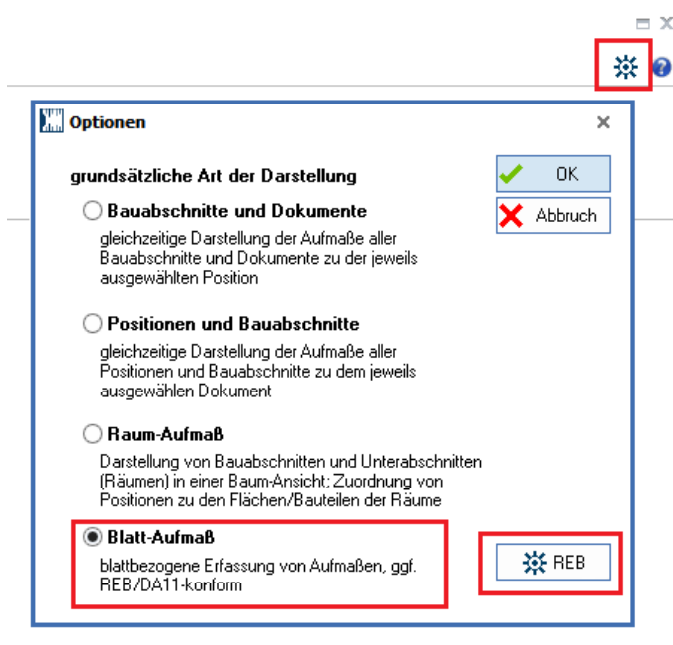 Optionen
grundsätzliche Art der Darstellung
OK
Abbruch
Bauabschnitte und Dokumente
gleichzeitige Darstellung der Aufmaße aller
Bauabschnitte und Dokumente zu der jeweils
ausgewählten Position
Positionen und Bauabschnitte
gleichzeitige Darstellung der Aufmaße aller
Positionen und Bauabschnitte zu dem jeweils
ausgewählen Dokument
Raum-Aufmaß
Darstellung von Bauabschnitten und Unterabschnitten
(Räumen) in einer Baum-Ansicht: Zuordnung von
Positionen zu den Flächen/Bauteilen der Räume
Blatt-Aufmaß
blattbezogene Erfassung von Aufmaßen, ggf.
REB/DA11-konform
REB